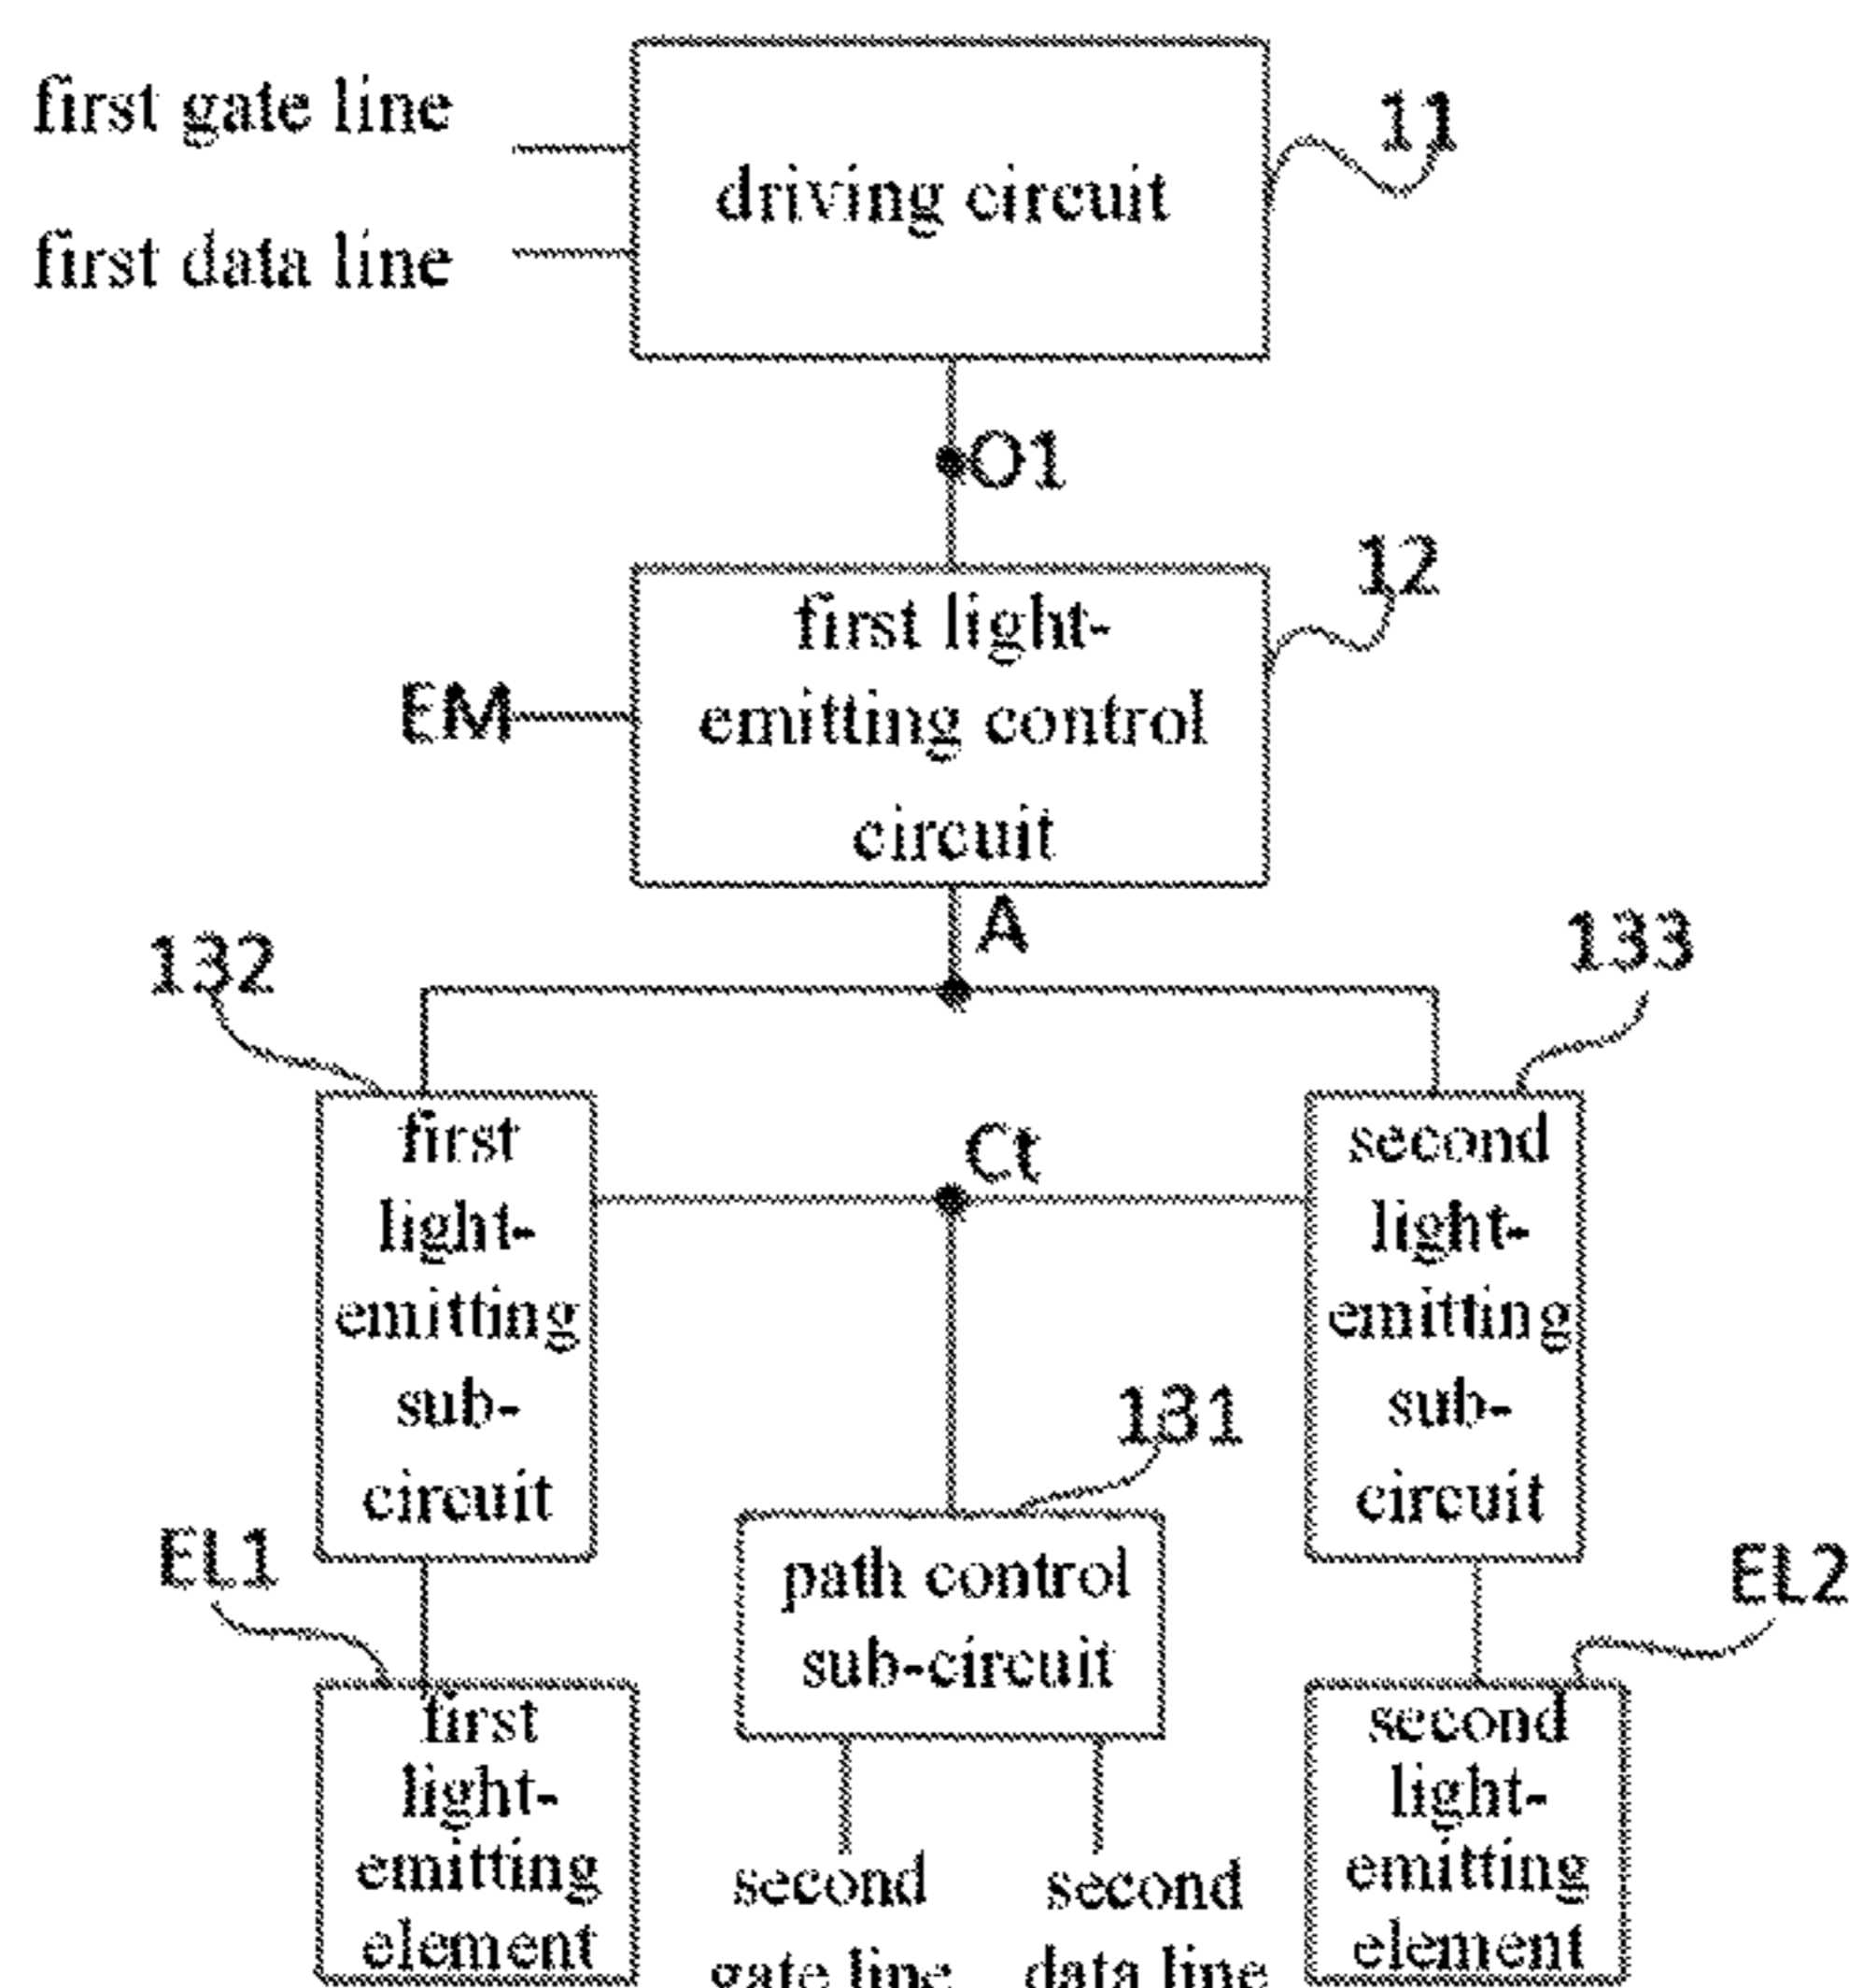 first gate line
first data line
driving circuit
11
O1
12
first light-
emitting control
circuit
EM
A
132
133
first
light-
emitting
sub-
circuit
Ct
second
light-
emitting
sub-
circuit
131
path control
sub-circuit
EL1
EL2
first
light-
emitting
element
second
gate line
second
data line
second
light-
emitting
element